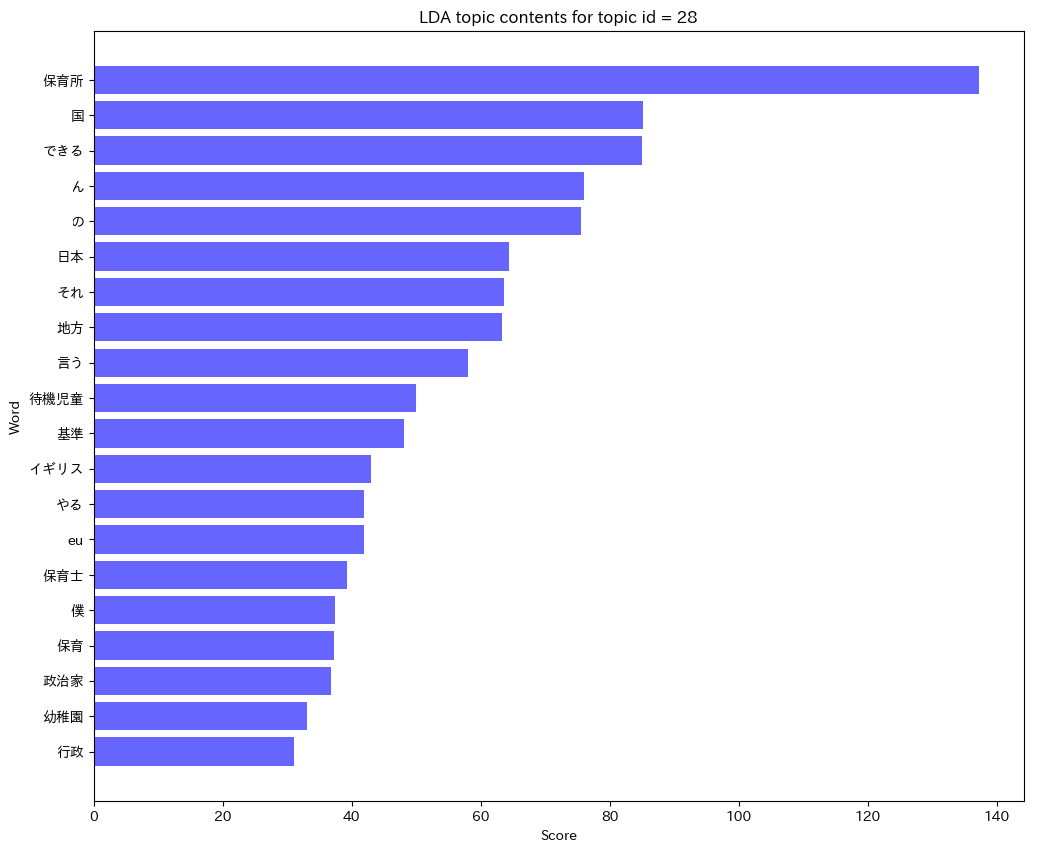 LDA topic contents for topic id = 28
保育所
国
できる
ん
の
日本
それ
地方
言う
待機児童
基準
イギリス
やる
eu
保育士
僕
保育
政治家
幼稚園
行政
Word
0 20 40 60 80 100 120 140
Score